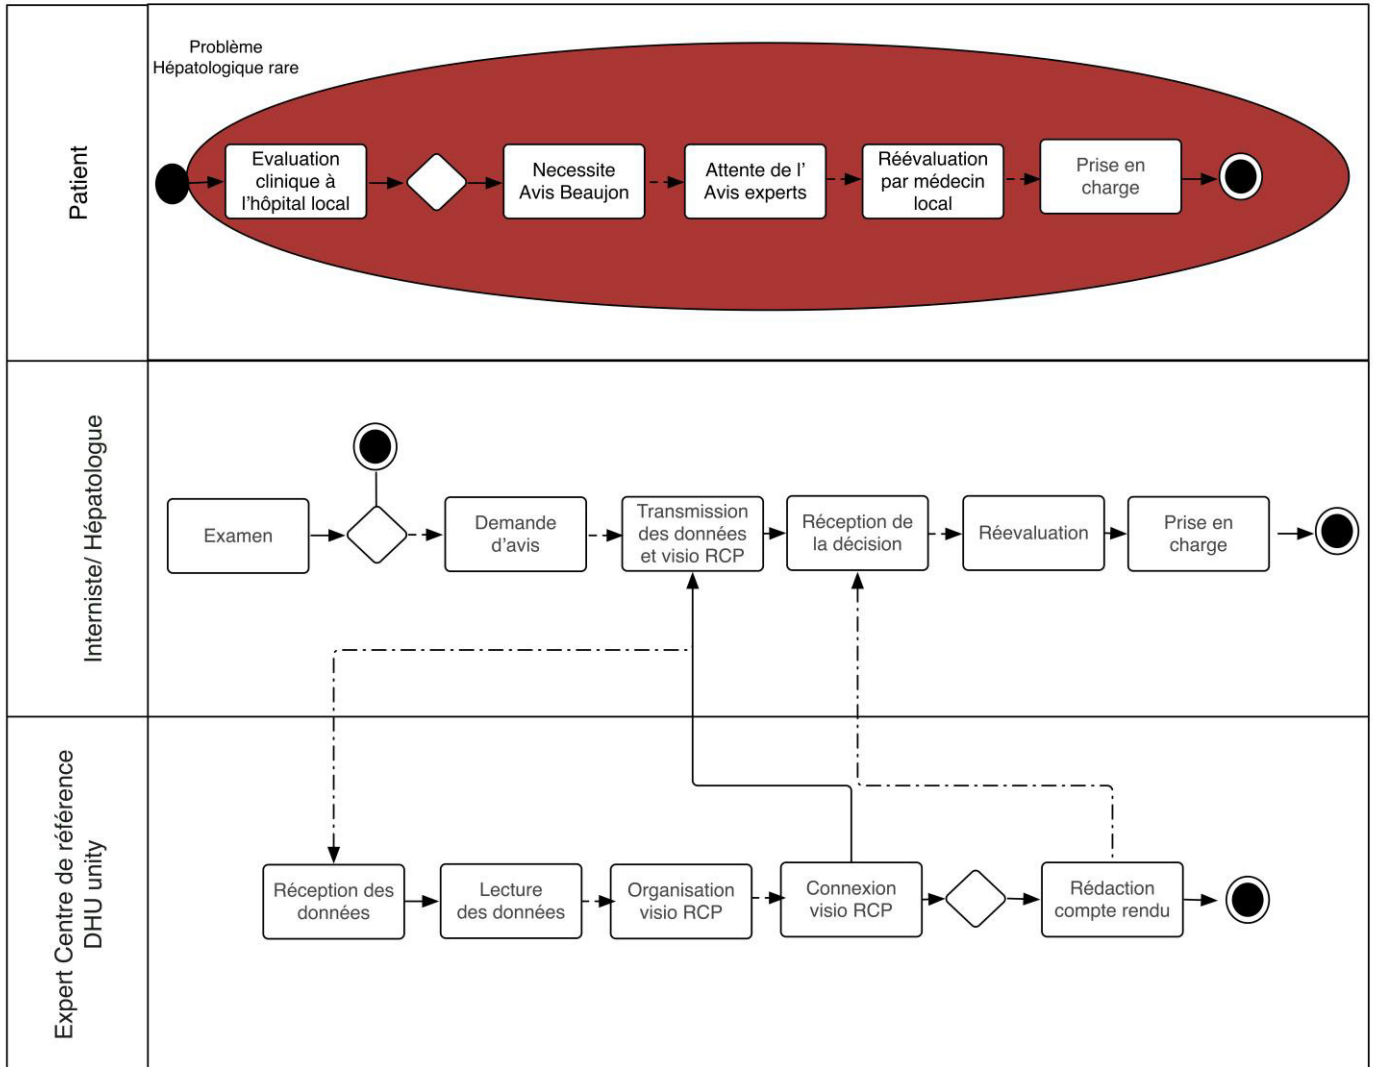 Patient
Problème
Hépatologique rare
Evaluation
clinique à
l'hôpital local
Necessite
Avis Beaujon
Attente de l'
Avis experts
Réévaluation
par médecin
local
Prise en
charge
Interniste/ Hépatologue
Examen
Demande
d'avis
Transmission
des données
et visio RCP
Réception de
la décision
Réevaluation
Prise en
charge
Expert Centre de référence
DHU unity
Réception des
données
Lecture
des données
Organisation
visio RCP
Connexion
visio RCP
Rédaction
compte rendu